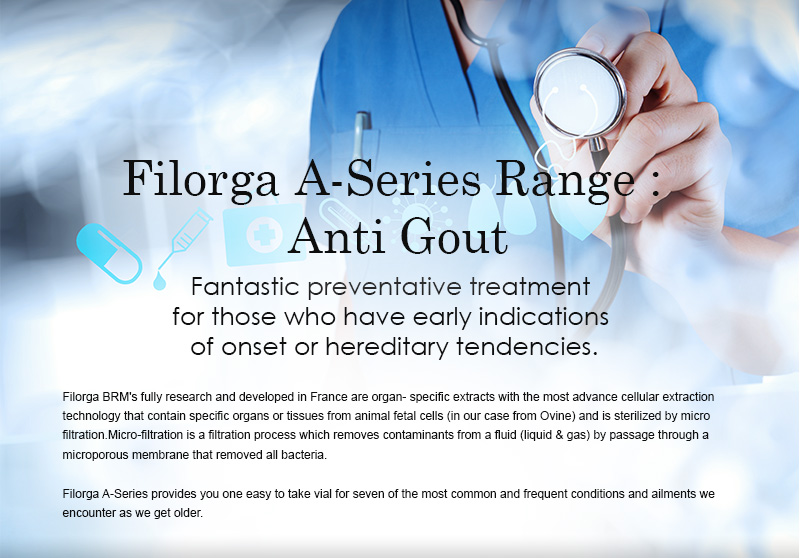 Filorga A-Series Range :
Anti Gout
Fantastic preventative treatment
for those who have early indications
of onset or hereditary tendencies.
Filorga BRM's fully research and developed in France are organ- specific extracts with the most advance cellular extraction
technology that contain specific organs or tissues from animal fetal cells (in our case from Ovine) and is sterilized by micro
filtration.Micro-filtration is a filtration process which removes contaminants from a fluid (liquid & gas) by passage through a
microporous membrane that removed all bacteria.
Filorga A-Series provides you one easy to take vial for seven of the most common and frequent conditions and ailments we
encounter as we get older.